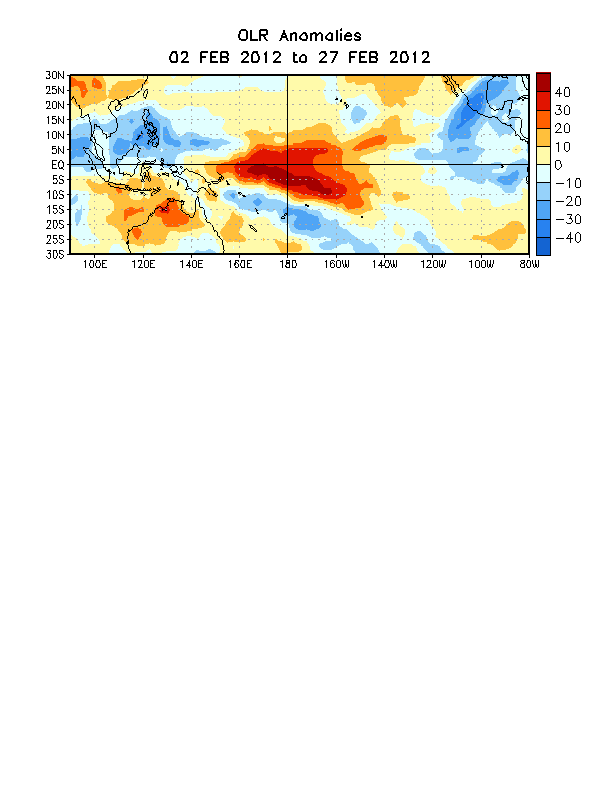 OLR Anomalies
02 FEB 2012 to 27 FEB 2012
30N
25N
20N
15N
10N
5N
EQ
5S
10S
15S
20S
25S
30S
100E 120E 140E 160E 180 160W 140W 120W 100W 80W
40
30
20
10
0
−10
−20
−30
−40